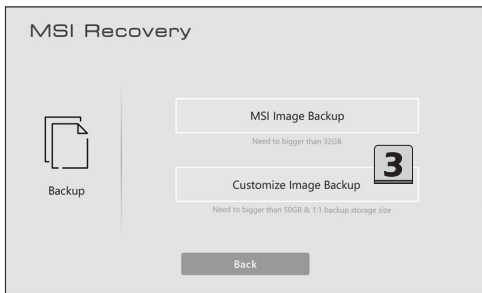 MSI Recovery
MSI Image Backup
Need to bigger than 32GB
3
Backup
Customize Image Backup
Need to bigger than 50GB & 1:1 backup storage size
Back